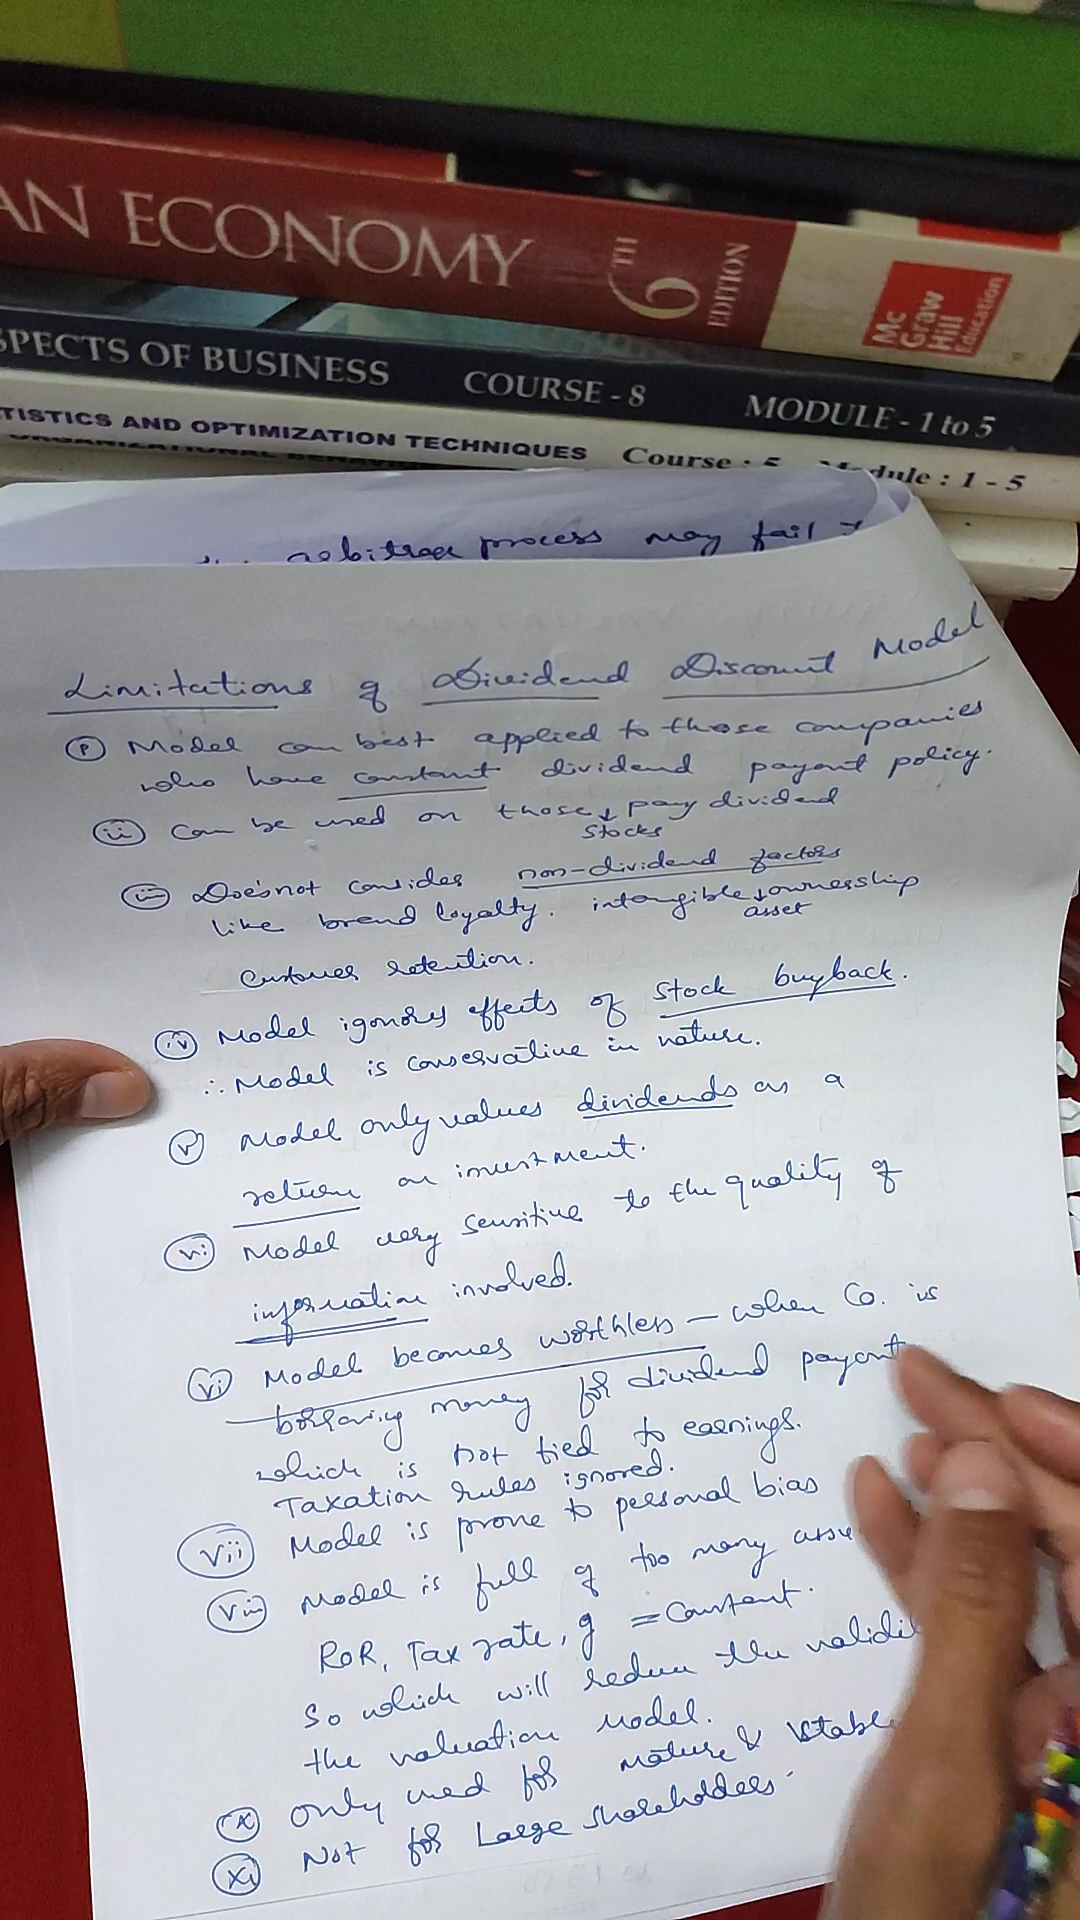 AN ECONOMY 6TH EDITION
Mc
Graw
Hill
Education
SPECTS OF BUSINESS COURSE - 8 MODULE - 1 to 5
TISTICS AND OPTIMIZATION TECHNIQUES Course : 5 Module : 1 - 5
process may fail
Limitations of Dividend Discount Model
(i) Model can best applied to those companies
who have constant dividend payout policy.
(ii) Can be used on those ↓ pay dividend
stocks
(iii) Doesnot consider non-dividend factors
like brand loyalty. intangible ↓ ownership
asset
Customer retention.
(iv) Model ignores effects of stock buyback.
∴ Model is conservative in nature.
(v) Model only values dividends as a
return on investment.
(vi) Model very sensitive to the quality of
information involved.
(vi) Model becomes worthless – when Co. is
borrowing money for dividend payout
which is not tied to earnings.
Taxation rules ignored.
(vii) Model is prone to personal bias
(viii) Model is full of too many assu
ROR, Tax rate, g = Constant.
So which will reduce the validi
the valuation model.
(x) Only used for mature & stable
(xi) Not for Large Shareholders